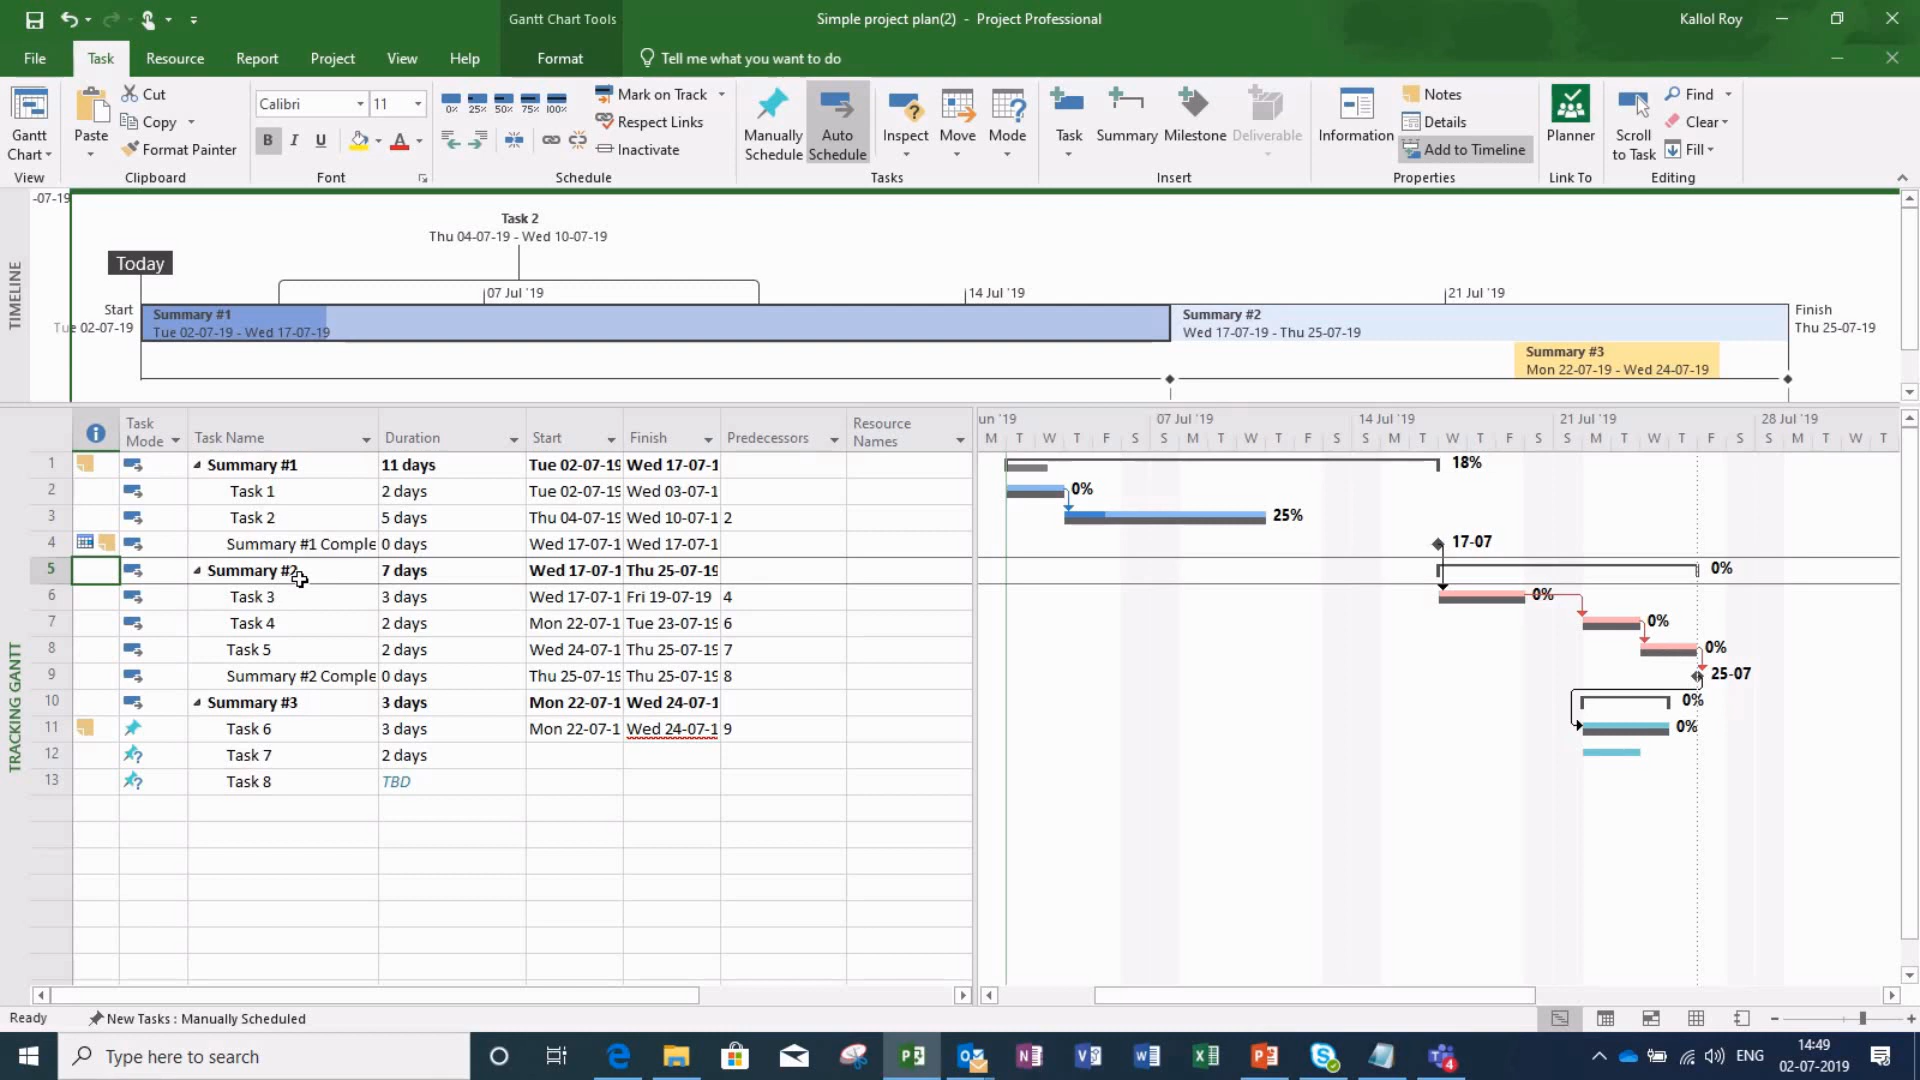 Gantt Chart Tools
Simple project plan(2) - Project Professional
Kallol Roy
File
Task
Resource
Report
Project
View
Help
Format
Tell me what you want to do
Gantt Chart
View
Paste
Cut
Copy
Format Painter
Clipboard
Calibri
11
B I U
A
Font
0% 25% 50% 75% 100%
Mark on Track
Respect Links
Inactivate
Schedule
Manually Schedule
Auto Schedule
Inspect
Move
Mode
Tasks
Task
Summary
Milestone
Deliverable
Insert
Information
Notes
Details
Add to Timeline
Properties
Planner
Link To
Scroll to Task
Find
Clear
Fill
Editing
TIMELINE
-07-19
Task 2
Thu 04-07-19 - Wed 10-07-19
Today
07 Jul '19
14 Jul '19
21 Jul '19
Start
Tue 02-07-19
Summary #1
Tue 02-07-19 - Wed 17-07-19
Summary #2
Wed 17-07-19 - Thu 25-07-19
Finish
Thu 25-07-19
Summary #3
Mon 22-07-19 - Wed 24-07-19
TRACKING GANTT
Task Mode
Task Name
Duration
Start
Finish
Predecessors
Resource Names
1 Summary #1 11 days Tue 02-07-19 Wed 17-07-1
2 Task 1 2 days Tue 02-07-19 Wed 03-07-1
3 Task 2 5 days Thu 04-07-19 Wed 10-07-1 2
4 Summary #1 Comple 0 days Wed 17-07-1 Wed 17-07-1
5 Summary #2 7 days Wed 17-07-1 Thu 25-07-19
6 Task 3 3 days Wed 17-07-1 Fri 19-07-19 4
7 Task 4 2 days Mon 22-07-1 Tue 23-07-19 6
8 Task 5 2 days Wed 24-07-1 Thu 25-07-19 7
9 Summary #2 Comple 0 days Thu 25-07-19 Thu 25-07-19 8
10 Summary #3 3 days Mon 22-07-1 Wed 24-07-1
11 Task 6 3 days Mon 22-07-1 Wed 24-07-1 9
12 Task 7 2 days
13 Task 8 TBD
un '19
07 Jul '19
14 Jul '19
21 Jul '19
28 Jul '19
M T W T F S S M T W T F S S M T W T F S S M T W T F S S M T W T
18%
0%
25%
17-07
0%
0%
0%
0%
25-07
0%
0%
Ready
New Tasks : Manually Scheduled
Type here to search
ENG
14:49
02-07-2019
4